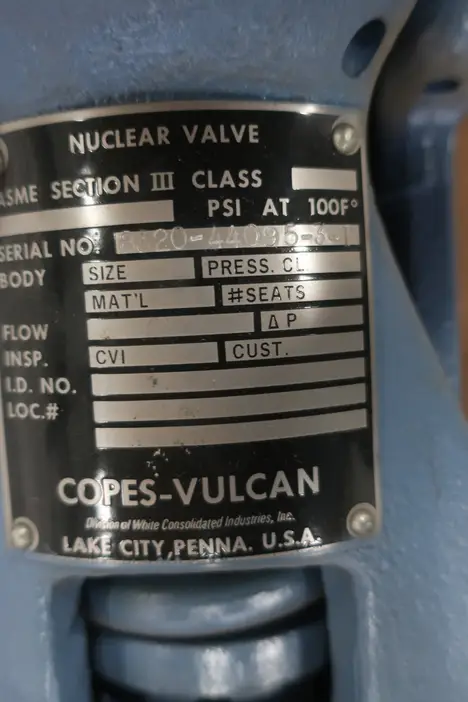 NUCLEAR VALVE
ASME SECTION III CLASS
PSI AT 100F°
SERIAL NO.
BODY SIZE PRESS. CL
MAT'L #SEATS
FLOW Δ P
INSP. CVI CUST.
I.D. NO.
LOC.#
COPES-VULCAN
Division of White Consolidated Industries, Inc.
LAKE CITY, PENNA. U.S.A.